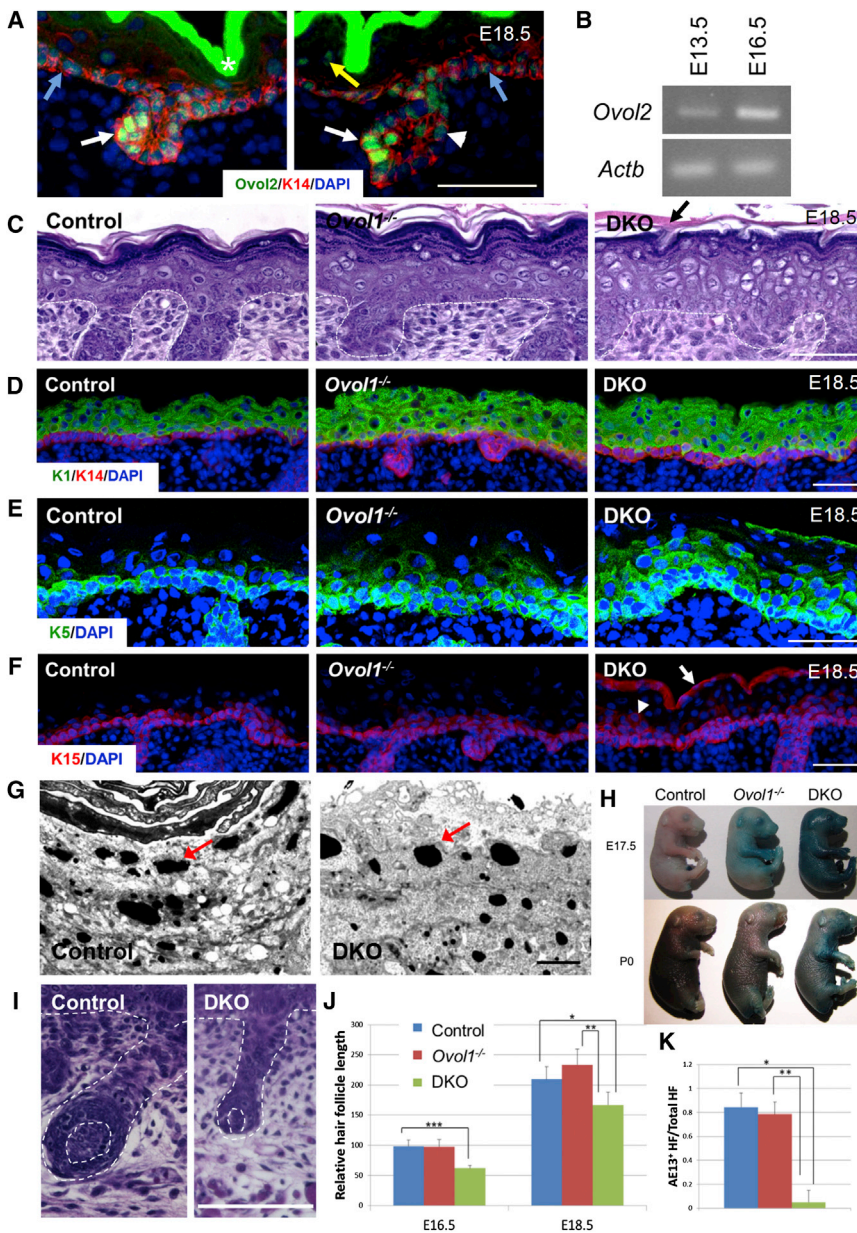 A
E18.5
*
Ovol2/K14/DAPI
B
E13.5
E16.5
Ovol2
Actb
C
Control
Ovol1-/-
DKO
E18.5
D
Control
Ovol1-/-
DKO
E18.5
K1/K14/DAPI
E
Control
Ovol1-/-
DKO
E18.5
K5/DAPI
F
Control
Ovol1-/-
DKO
E18.5
K15/DAPI
G
Control
DKO
H
Control
Ovol1-/-
DKO
E17.5
P0
I
Control
DKO
J
Relative hair follicle length
300
250
200
150
100
50
0
Control
Ovol1-/-
DKO
***
*
**
E16.5
E18.5
K
AE13+ HF/Total HF
1.2
1
0.8
0.6
0.4
0.2
0
*
**